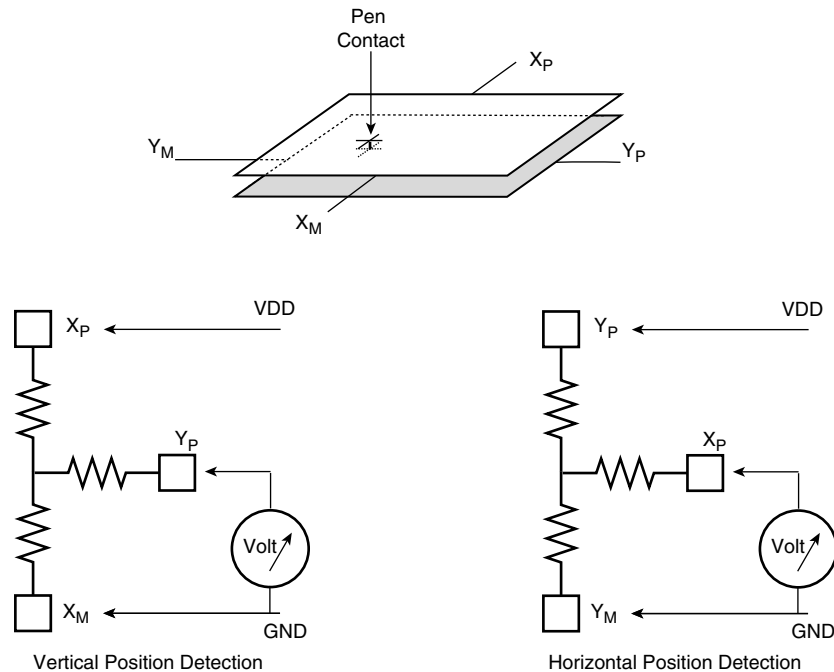 Pen
Contact
X_P
Y_M
Y_P
X_M
X_P
VDD
Y_P
Volt
X_M
GND
Vertical Position Detection
Y_P
VDD
X_P
Volt
Y_M
GND
Horizontal Position Detection